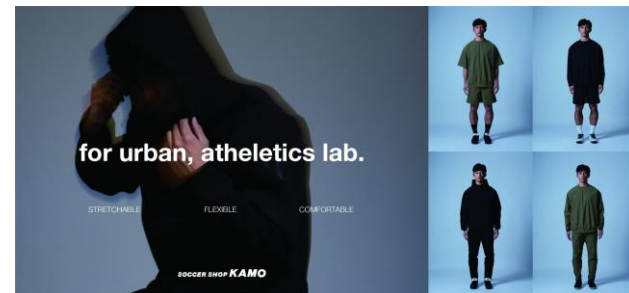 for urban, atheletics lab.
STRETCHABLE FLEXIBLE COMFORTABLE
SOCCER SHOP KAMO